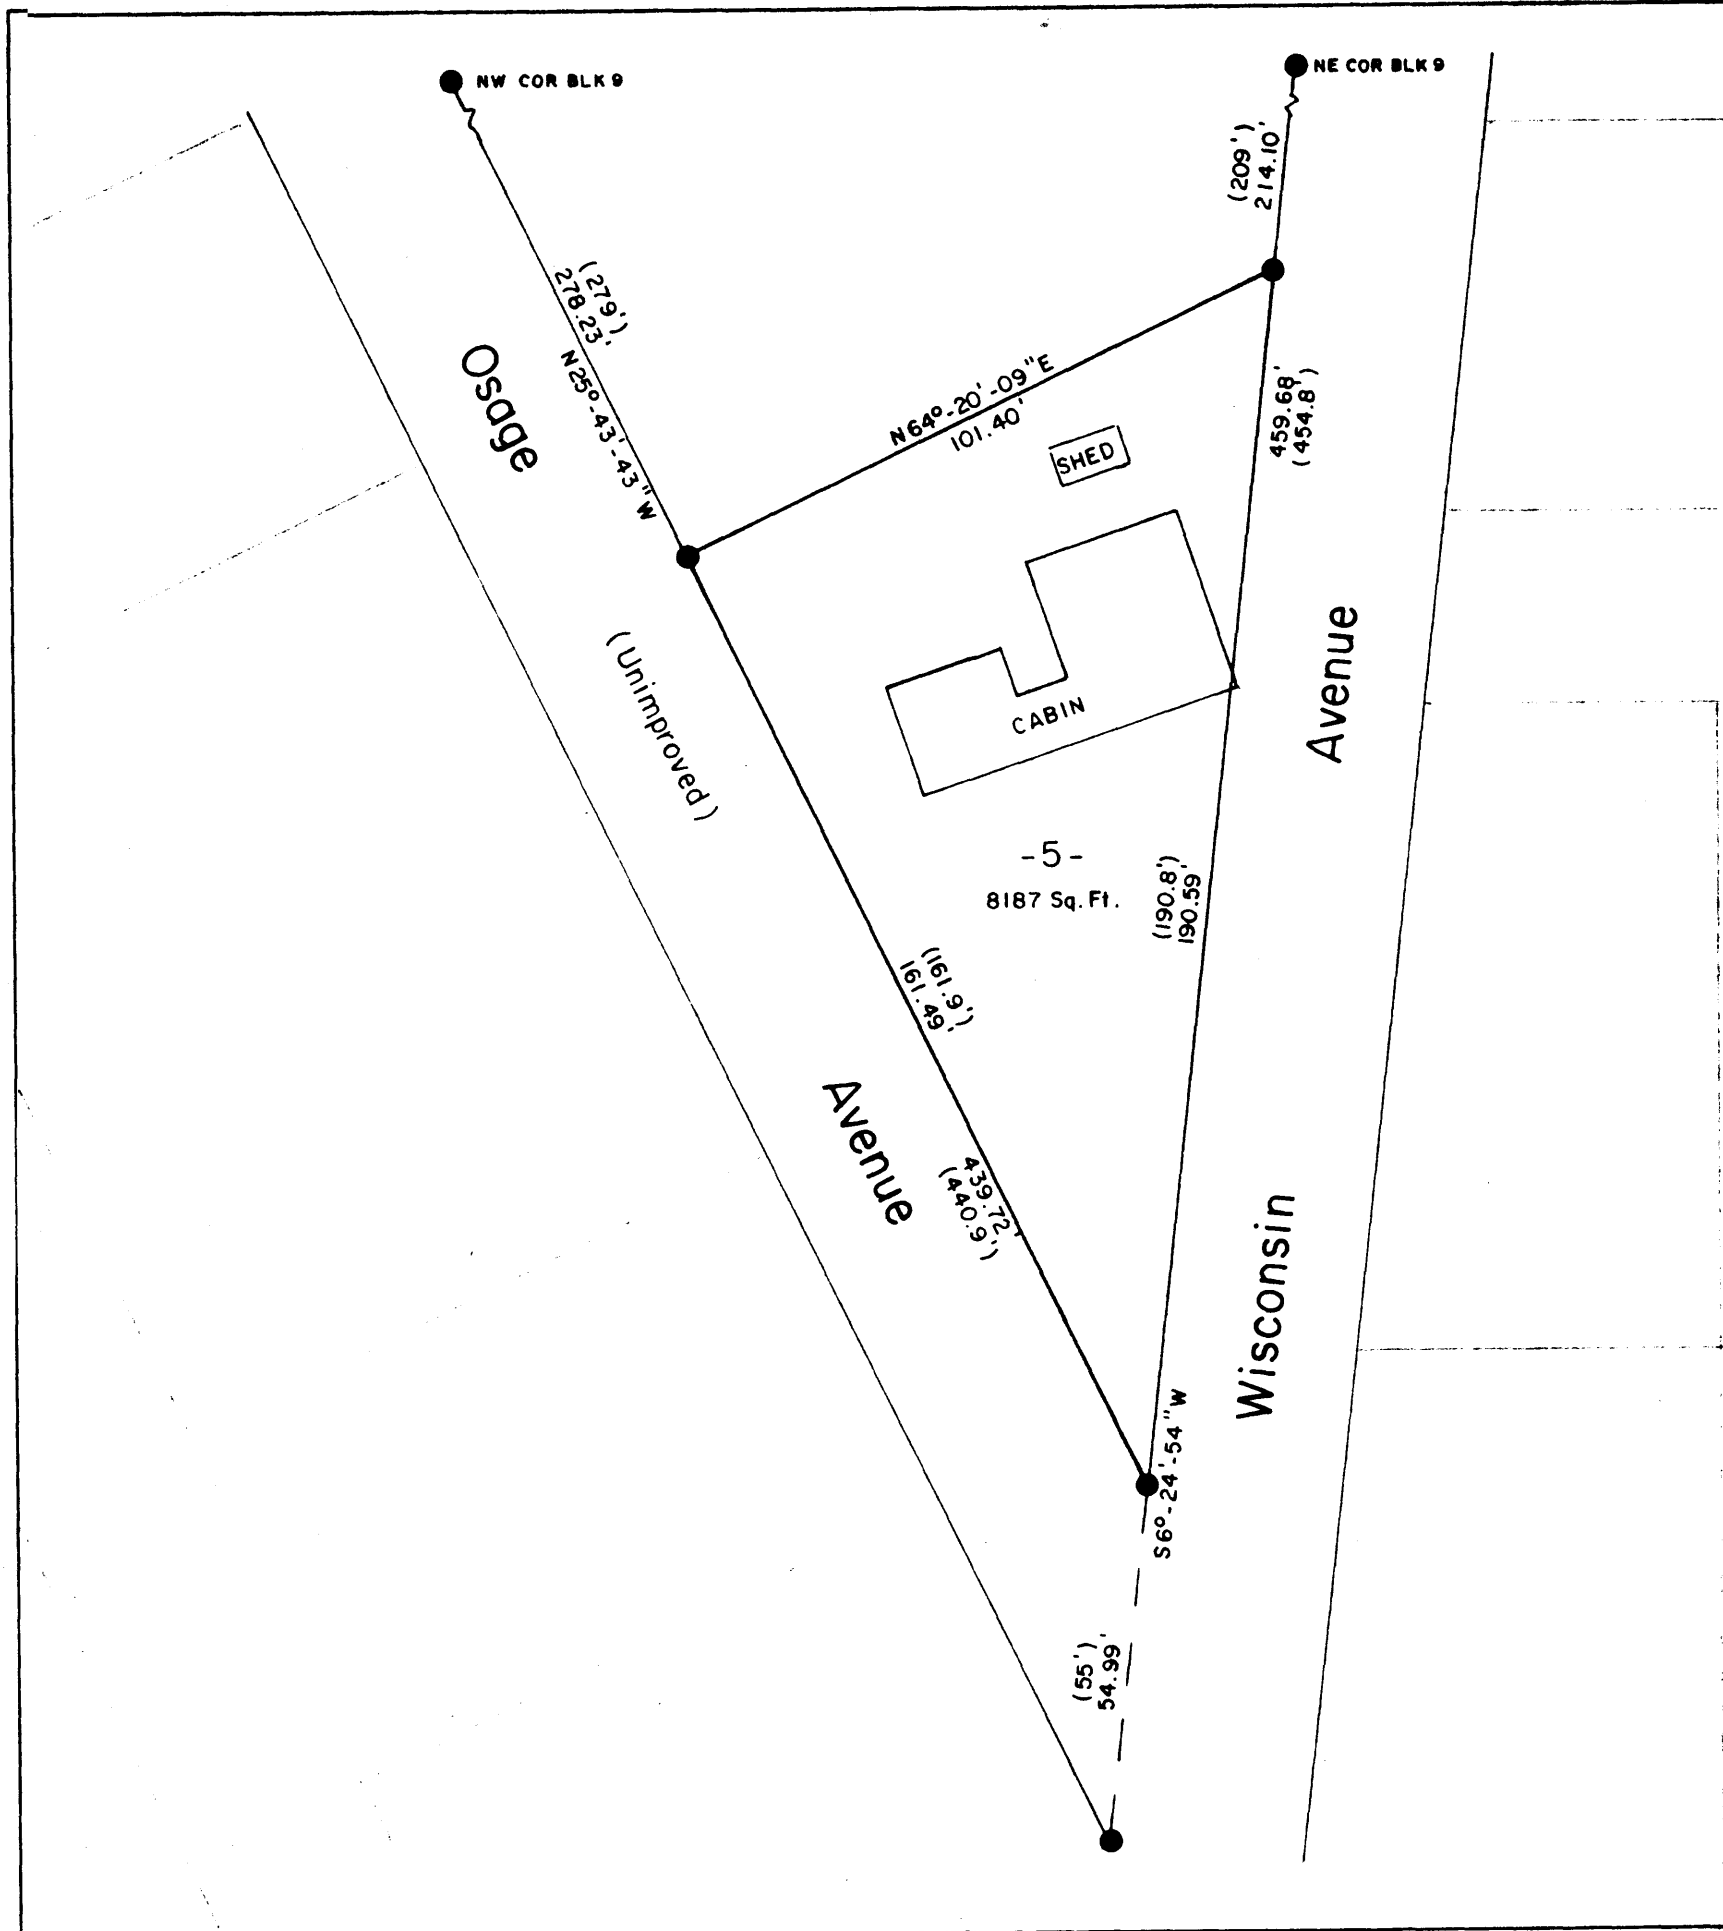 NW COR BLK 9
NE COR BLK 9
(209')
214.10'
(279')
278.23'
N25°-43'-43"W
Osage
N64°-20'-09"E
101.40'
SHED
459.68'
(454.8')
(Unimproved)
CABIN
Avenue
-5-
8187 Sq. Ft.
(190.8')
190.59'
(161.9')
161.49'
Avenue
439.72'
(440.9')
Wisconsin
S6°-24'-54"W
(55')
54.99'